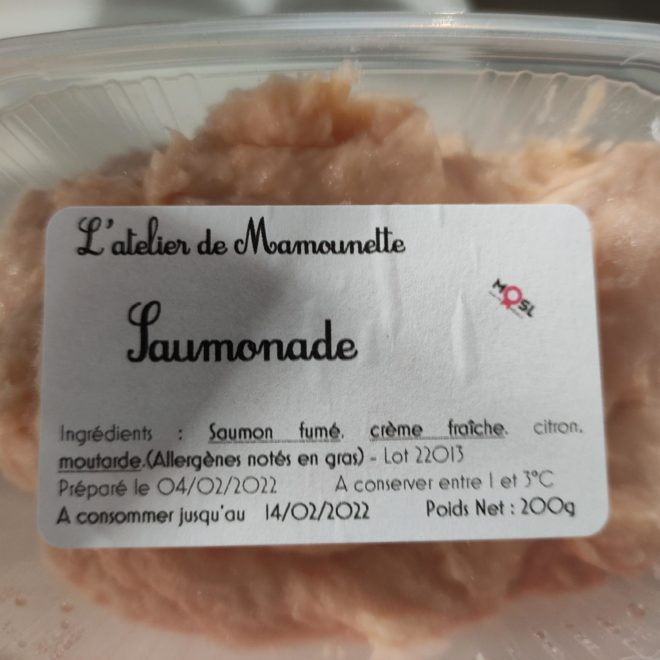 L'atelier de Mamounette
MOSL
Saumonade
Ingrédients : Saumon fumé, crème fraîche, citron,
moutarde.(Allergènes notés en gras) - Lot 22013
Préparé le 04/02/2022 A conserver entre 1 et 3°C
A consommer jusqu'au 14/02/2022 Poids Net : 200g